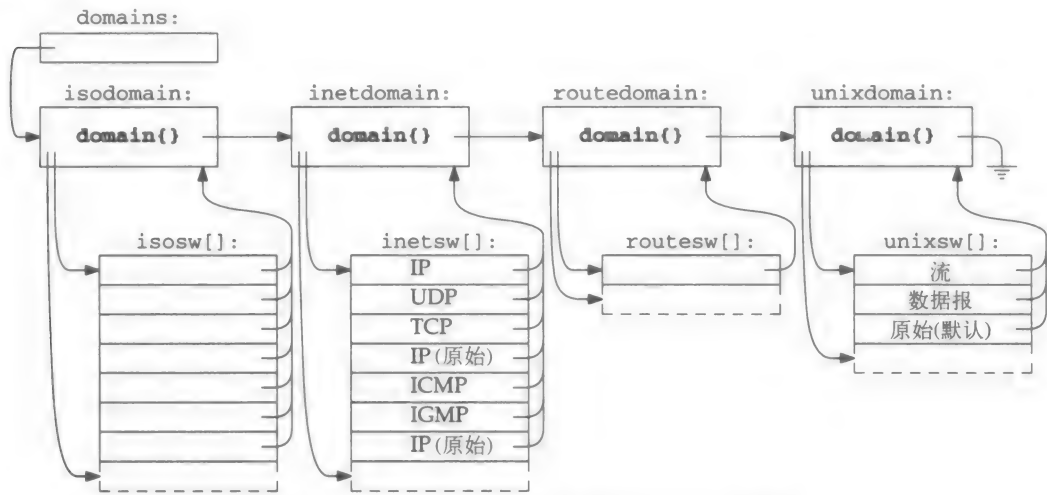 domains:
isodomain: inetdomain: routedomain: unixdomain:
domain{} domain{} domain{} domain{}
isosw[]: inetsw[]: routesw[]: unixsw[]:
IP 流
UDP 数据报
TCP 原始(默认)
IP(原始)
ICMP
IGMP
IP(原始)